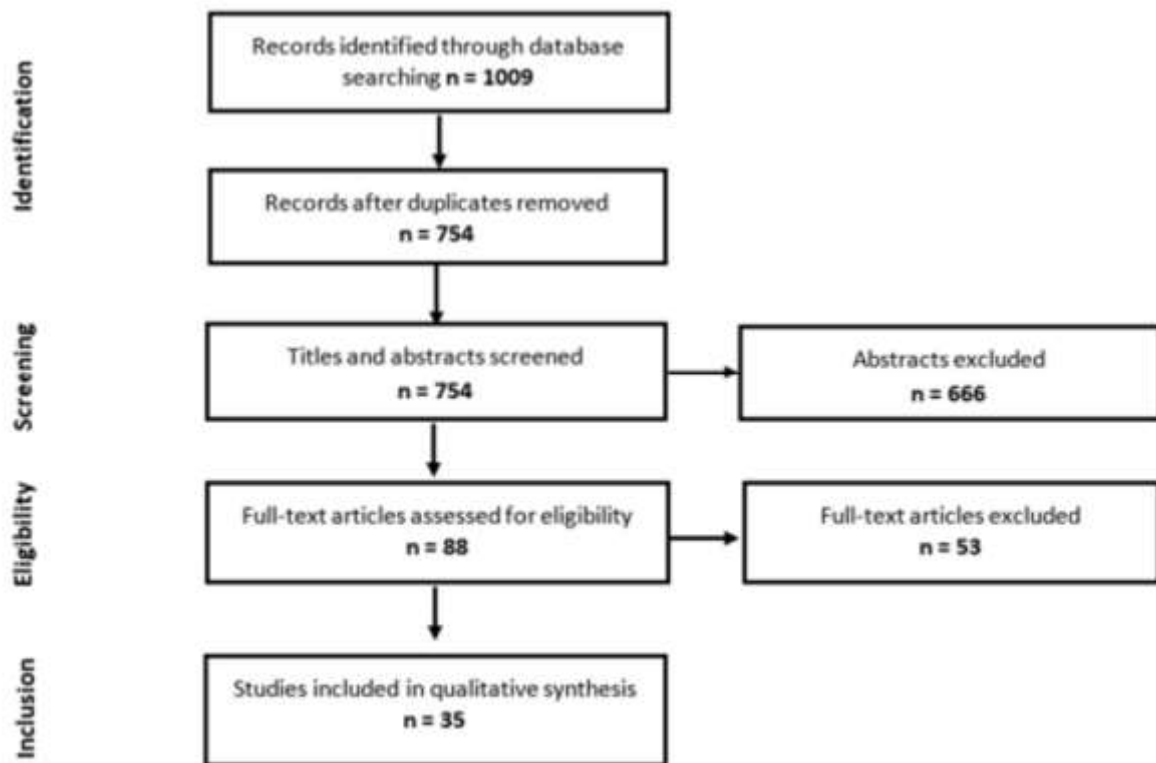 Identification
Records identified through database
searching n = 1009
Records after duplicates removed
n = 754
Screening
Titles and abstracts screened
n = 754
Abstracts excluded
n = 666
Eligibility
Full-text articles assessed for eligibility
n = 88
Full-text articles excluded
n = 53
Inclusion
Studies included in qualitative synthesis
n = 35